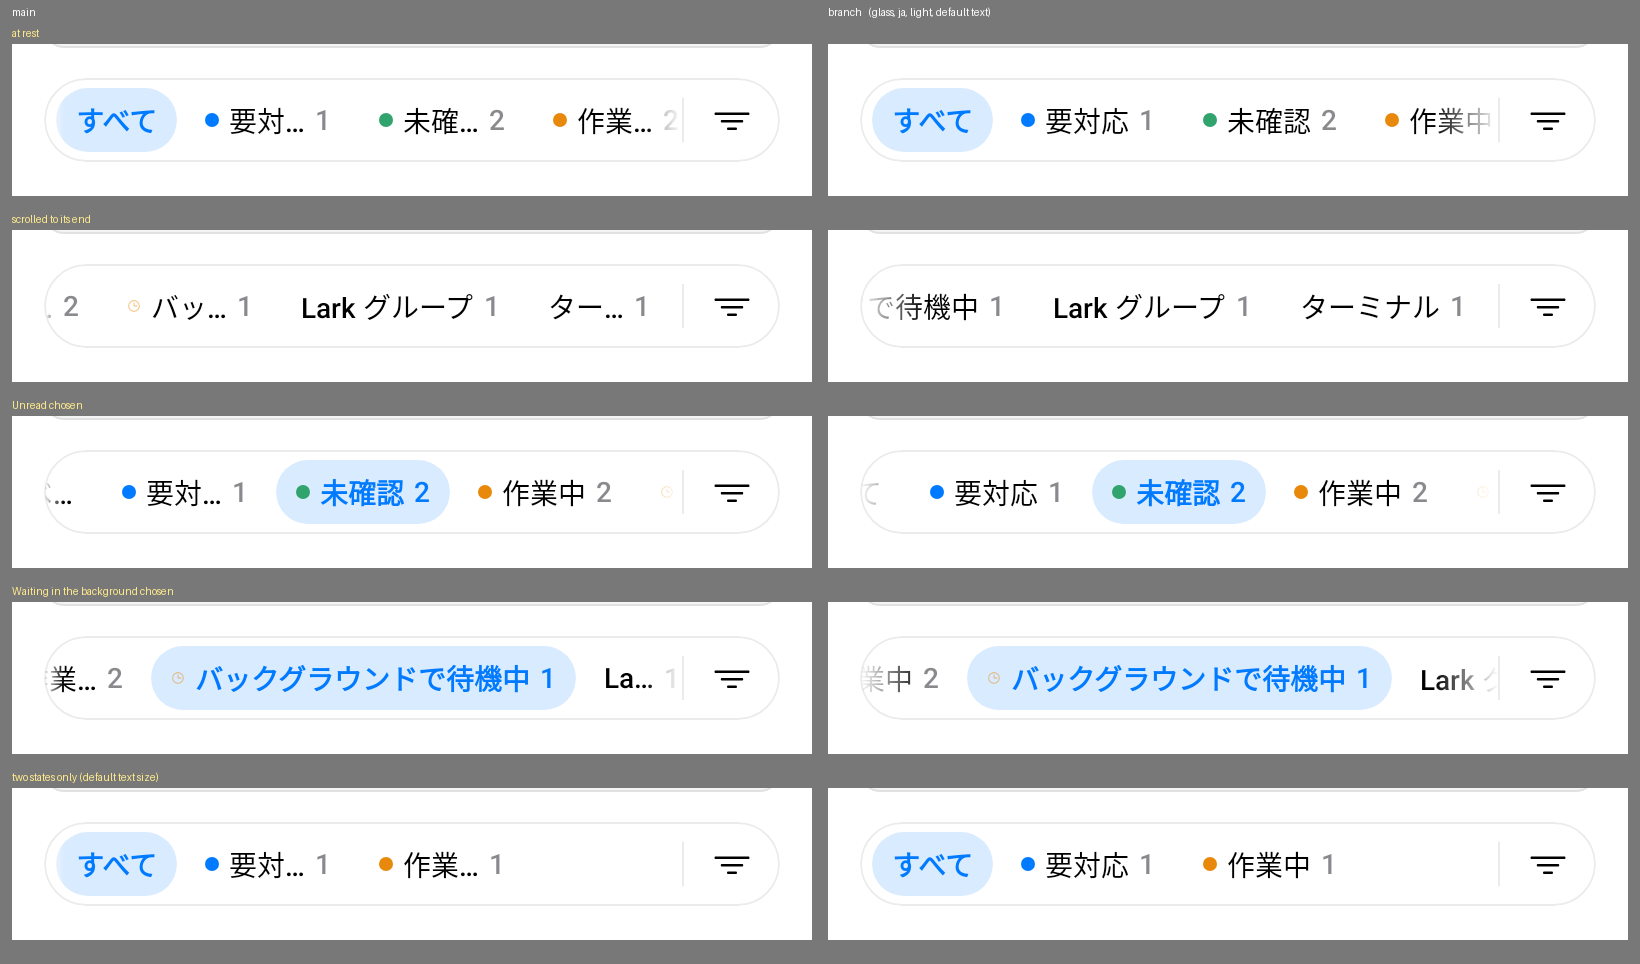 main
branch (glass, ja, light, default text)
at rest
すべて 要対… 1 未確… 2 作業… 2
すべて 要対応 1 未確認 2 作業中
scrolled to its end
. 2 バッ… 1 Lark グループ 1 ター… 1
で待機中 1 Lark グループ 1 ターミナル 1
Unread chosen
… 要対… 1 未確認 2 作業中 2
て 要対応 1 未確認 2 作業中 2
Waiting in the background chosen
業… 2 バックグラウンドで待機中 1 La… 1
業中 2 バックグラウンドで待機中 1 Lark
two states only (default text size)
すべて 要対… 1 作業… 1
すべて 要対応 1 作業中 1